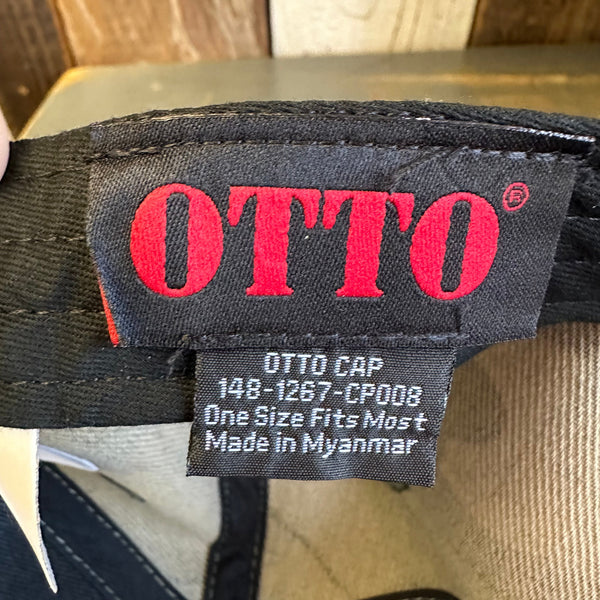 OTTO®
OTTO CAP
148-1267-CP008
One Size Fits Most
Made in Myanmar